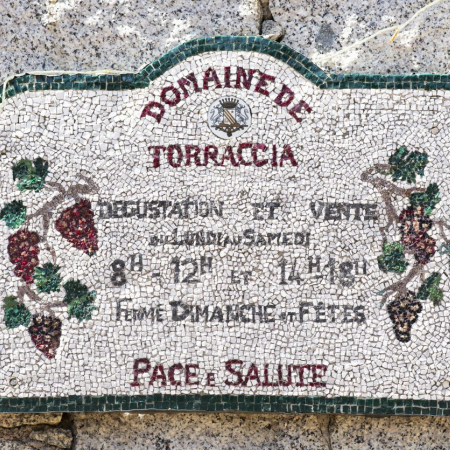 DOMAINE DE
TORRACCIA
DEGUSTATION ET VENTE
DU LUNDI AU SAMEDI
8H - 12H ET 14H 18H
FERMÉ DIMANCHE ET FÊTES
PACE E SALUTE